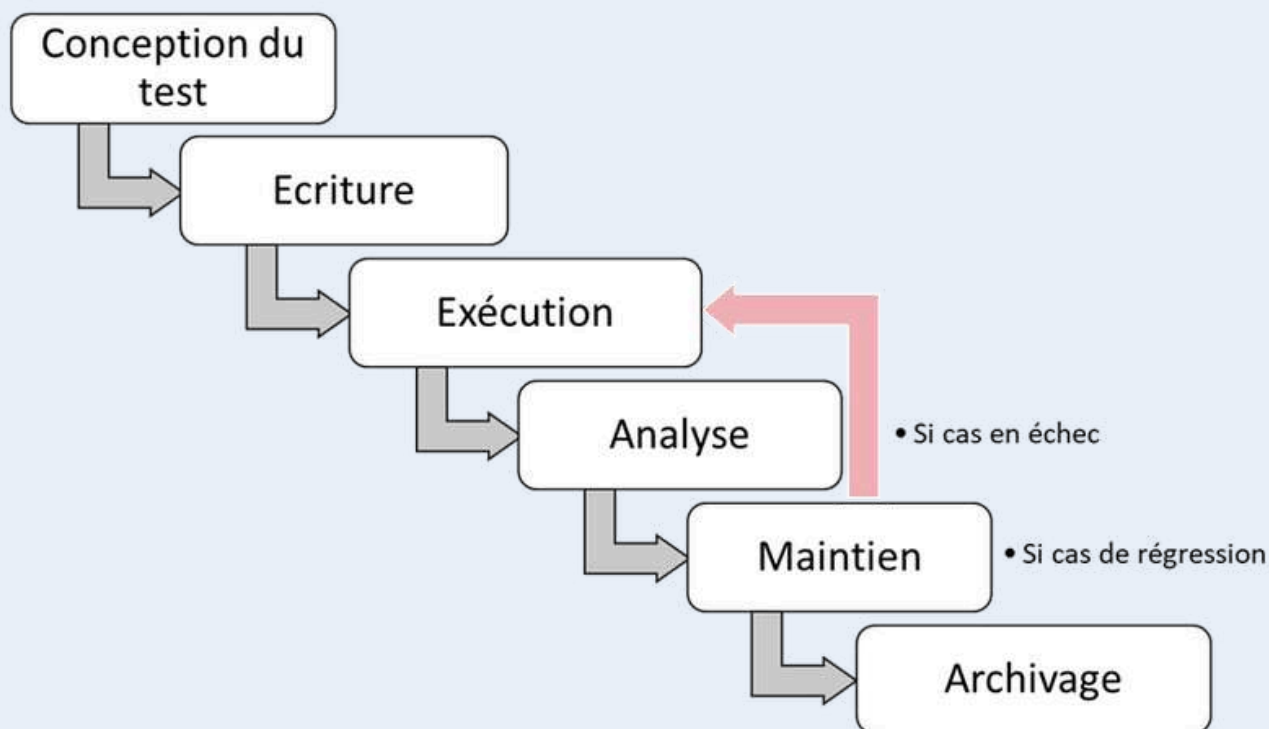 Conception du
test
Ecriture
Exécution
Analyse
• Si cas en échec
Maintien
• Si cas de régression
Archivage